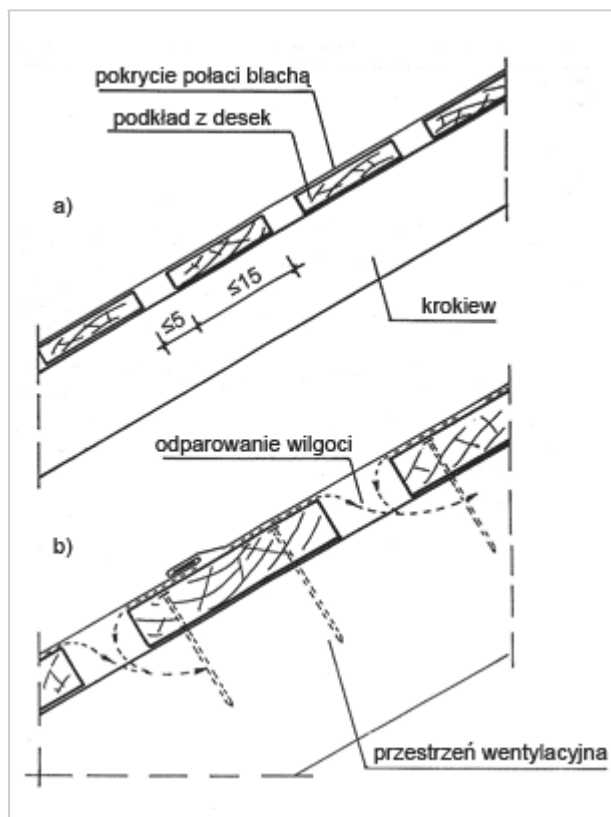 pokrycie połaci blachą
podkład z desek
a)
≤5
≤15
krokiew
odparowanie wilgoci
b)
przestrzeń wentylacyjna